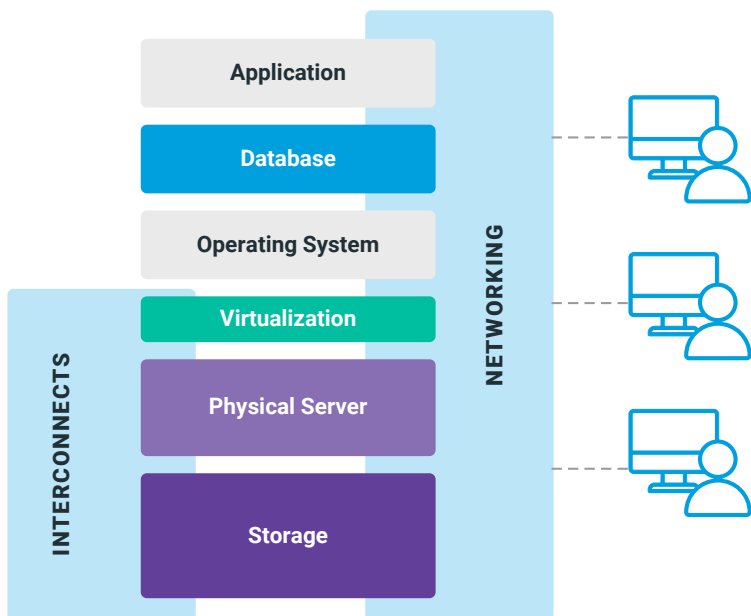 Application
Database
Operating System
Virtualization
Physical Server
Storage
INTERCONNECTS
NETWORKING